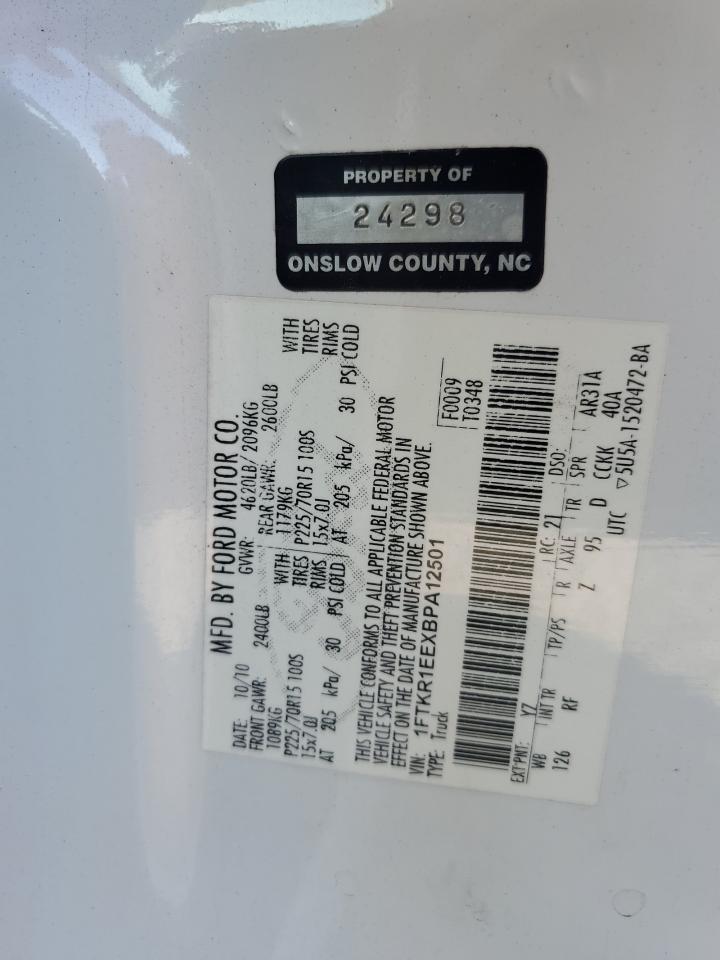 PROPERTY OF
24298
ONSLOW COUNTY, NC
MFD. BY FORD MOTOR CO.
DATE: 10/10 GVWR: 4620LB/ 2096KG
FRONT GAWR: 2400LB REAR GAWR: 2600LB
1089KG WITH 1179KG WITH
P225/70R15 100S TIRES P225/70R15 100S TIRES
15x7.0J RIMS 15x7.0J RIMS
AT 205 kPa/ 30 PSI COLD AT 205 kPa/ 30 PSI COLD
THIS VEHICLE CONFORMS TO ALL APPLICABLE FEDERAL MOTOR
VEHICLE SAFETY AND THEFT PREVENTION STANDARDS IN
EFFECT ON THE DATE OF MANUFACTURE SHOWN ABOVE.
VIN: 1FTKR1EEXBPA12501
TYPE: Truck
F0009
T0348
EXT PNT: YZ RC: 21 DSO:
WB INT TR TP/PS R AXLE TR SPR
126 RF Z 95 D CCKK AR31A
40A
UTC ▽5U5A-1520472-BA